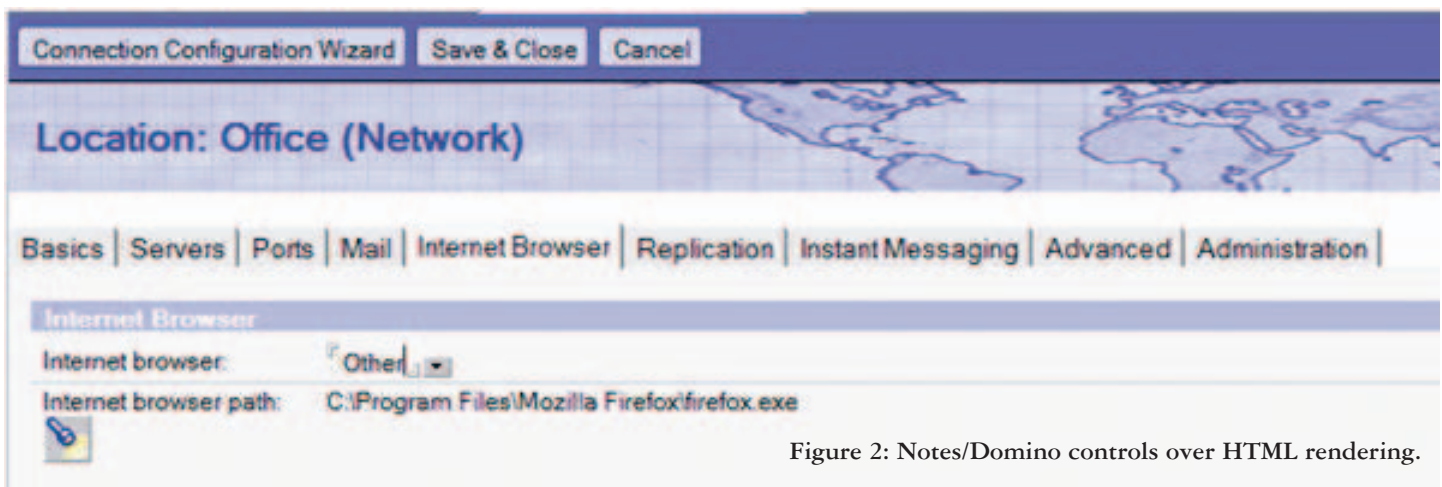 Connection Configuration Wizard Save & Close Cancel
Location: Office (Network)
Basics | Servers | Ports | Mail | Internet Browser | Replication | Instant Messaging | Advanced | Administration |
Internet Browser
Internet browser: Other
Internet browser path: C:\Program Files\Mozilla Firefox\firefox.exe
Figure 2: Notes/Domino controls over HTML rendering.